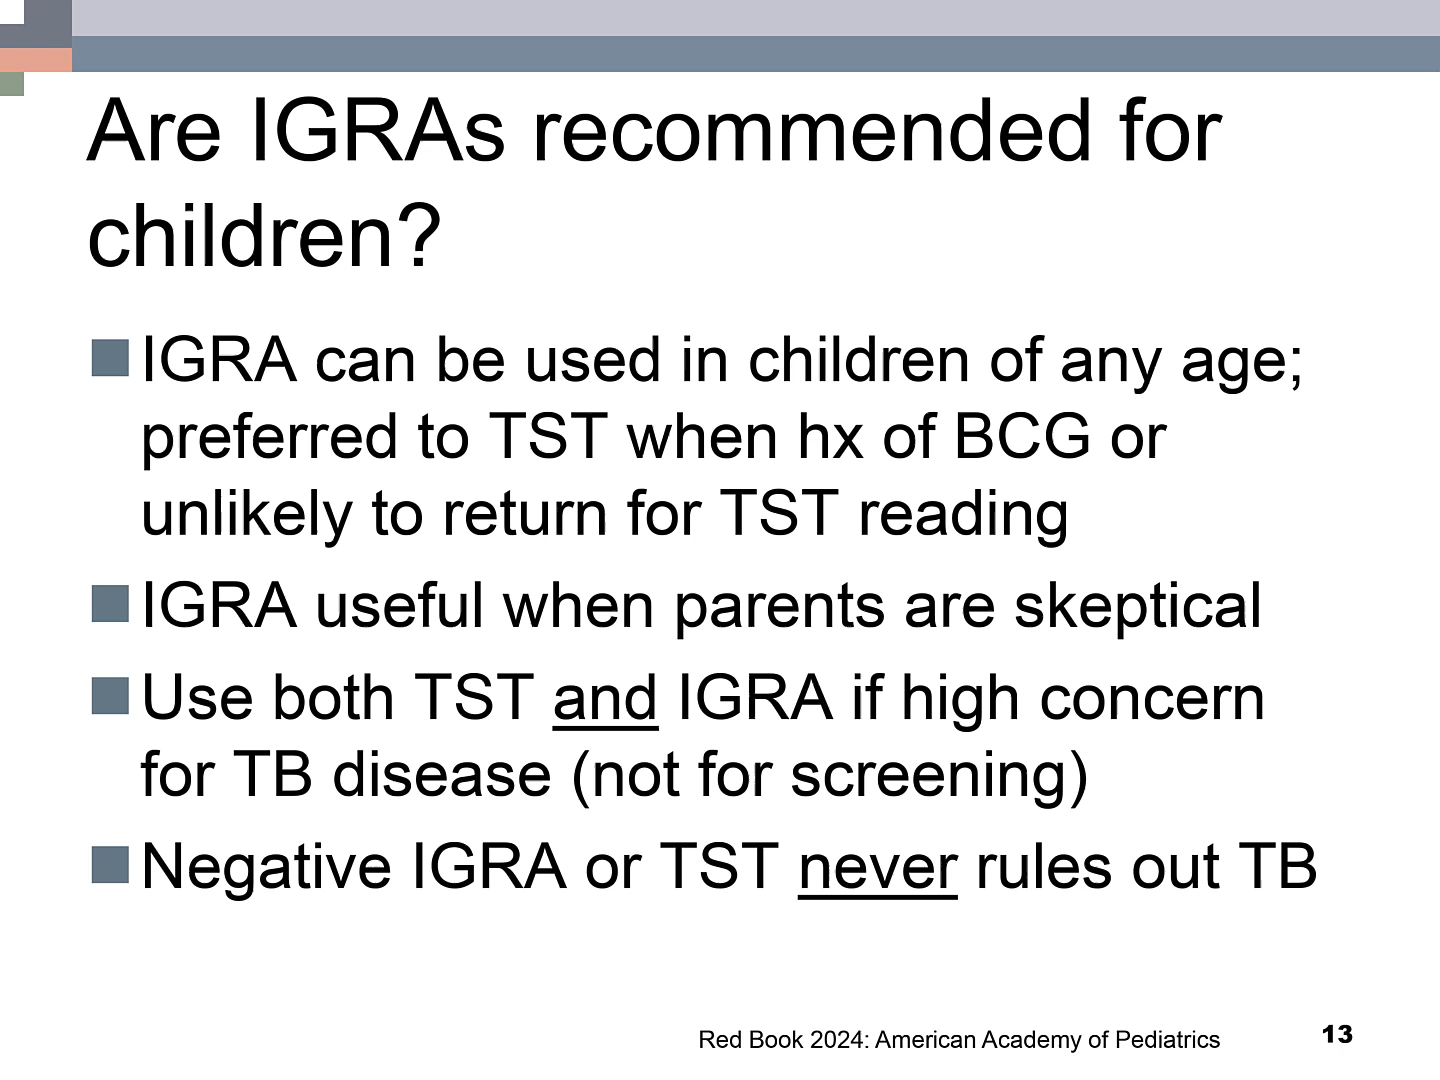 Are IGRAs recommended for
children?
IGRA can be used in children of any age;
preferred to TST when hx of BCG or
unlikely to return for TST reading
IGRA useful when parents are skeptical
Use both TST and IGRA if high concern
for TB disease (not for screening)
Negative IGRA or TST never rules out TB
Red Book 2024: American Academy of Pediatrics
13